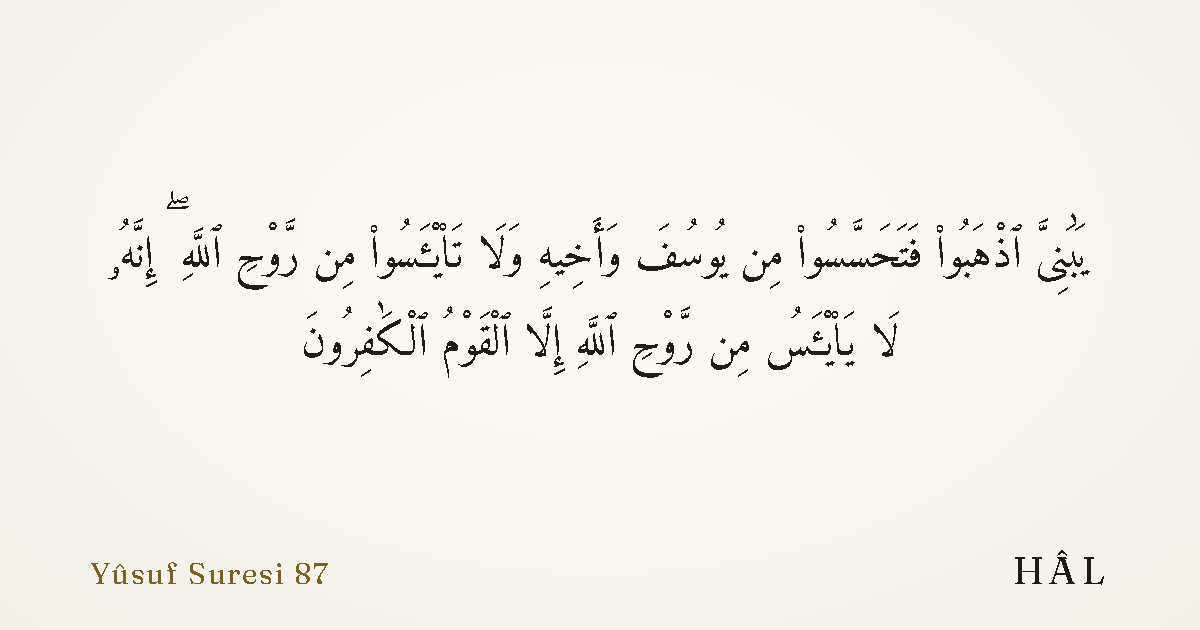 يَـٰبَنِىَّ ٱذْهَبُوا۟ فَتَحَسَّسُوا۟ مِن يُوسُفَ وَأَخِيهِ وَلَا تَا۟يْـَٔسُوا۟ مِن رَّوْحِ ٱللَّهِ ۖ إِنَّهُۥ
لَا يَا۟يْـَٔسُ مِن رَّوْحِ ٱللَّهِ إِلَّا ٱلْقَوْمُ ٱلْكَـٰفِرُونَ
Yûsuf Suresi 87
HÂL